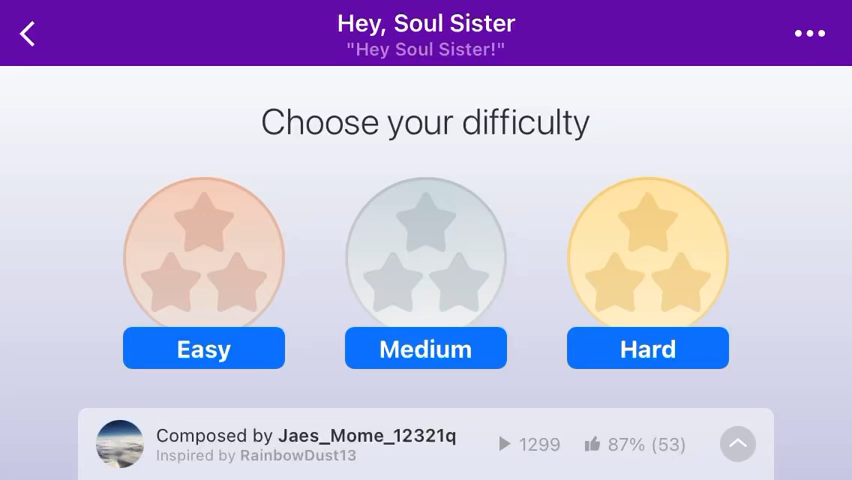 Hey, Soul Sister
"Hey Soul Sister!"
Choose your difficulty
Easy
Medium
Hard
Composed by Jaes_Mome_12321q
1299
87% (53)
Inspired by RainbowDust13